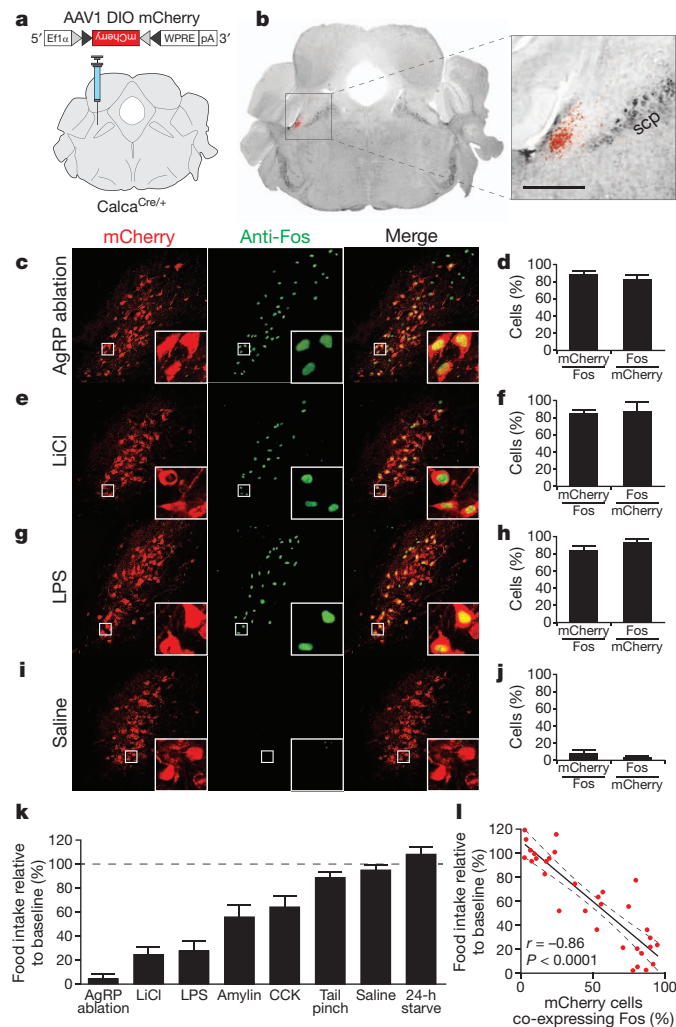 a
AAV1 DIO mCherry
5′ Ef1α mCherry WPRE pA 3′
Calca^Cre/+
b
scp
mCherry
Anti-Fos
Merge
c
AgRP ablation
d
Cells (%)
100
80
60
40
20
0
mCherry
Fos
Fos
mCherry
e
LiCl
f
Cells (%)
100
80
60
40
20
0
mCherry
Fos
Fos
mCherry
g
LPS
h
Cells (%)
100
80
60
40
20
0
mCherry
Fos
Fos
mCherry
i
Saline
j
Cells (%)
100
80
60
40
20
0
mCherry
Fos
Fos
mCherry
k
Food intake relative
to baseline (%)
120
100
80
60
40
20
0
AgRP
ablation
LiCl
LPS
Amylin
CCK
Tail
pinch
Saline
24-h
starve
l
Food intake relative
to baseline (%)
120
100
80
60
40
20
0
r = −0.86
P < 0.0001
0
50
100
mCherry cells
co-expressing Fos (%)